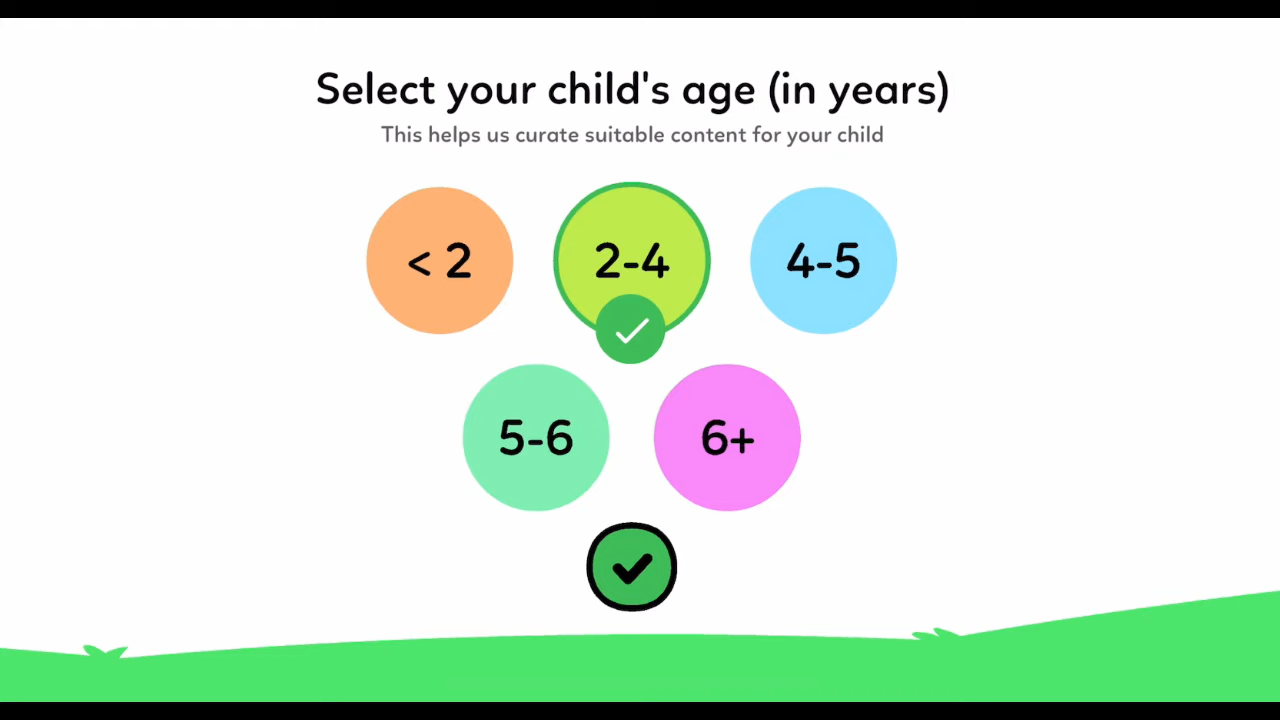 Select your child's age (in years)
This helps us curate suitable content for your child
< 2
2-4
4-5
5-6
6+